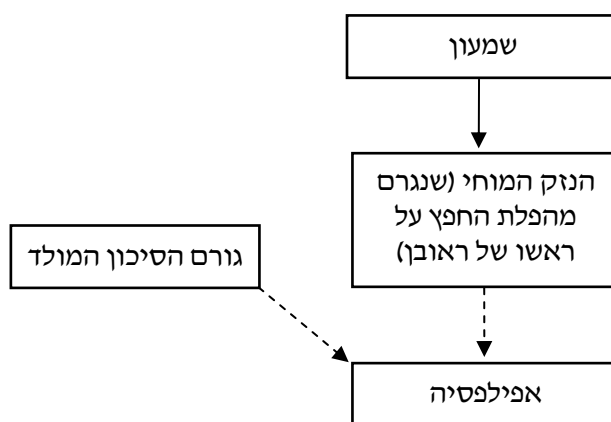 שמעון
הנזק המוחי (שנגרם
מהפלת החפץ על
ראשו של ראובן)
גורם הסיכון המולד
אפילפסיה